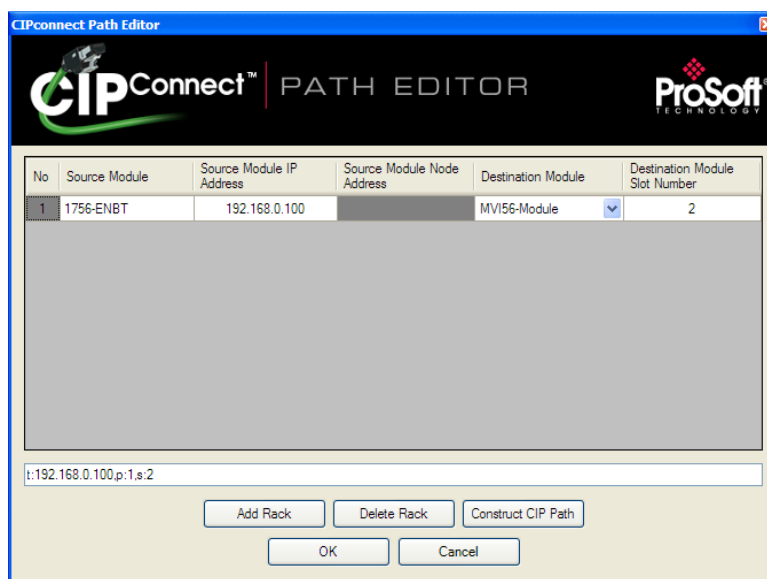 CIPconnect Path Editor
CIPConnect™ PATH EDITOR
ProSoft®
TECHNOLOGY
No Source Module Source Module IP Address Source Module Node Address Destination Module Destination Module Slot Number
1 1756-ENBT 192.168.0.100 MVI56-Module 2
t:192.168.0.100,p:1,s:2
Add Rack Delete Rack Construct CIP Path
OK Cancel